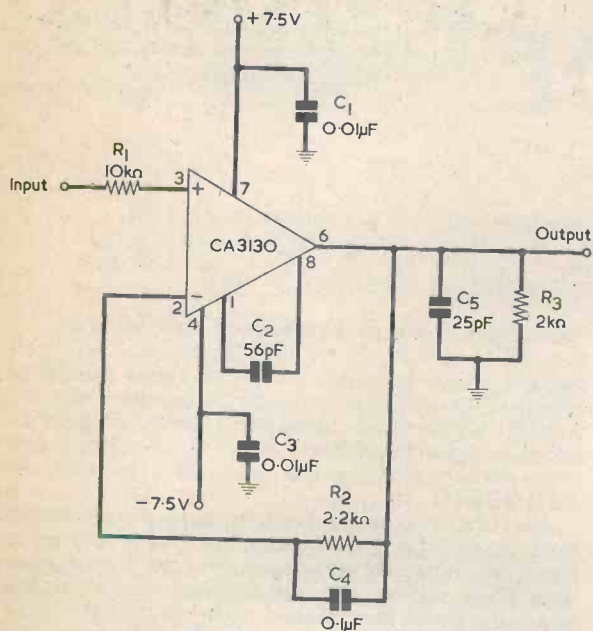 +7·5V
C1
0·01µF
R1
10kΩ
Input
3
+
7
CA3130
6
8
Output
2
−
4
1
C2
56pF
C5
25pF
R3
2kΩ
C3
0·01µF
−7·5V
R2
2·2kΩ
C4
0·1µF